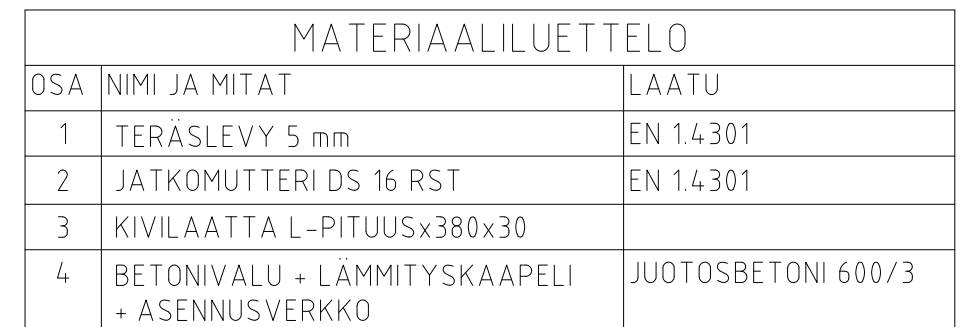 MATERIAALILUETTELO
OSA NIMI JA MITAT LAATU
1 TERÄSLEVY 5 mm EN 1.4301
2 JATKOMUTTERI DS 16 RST EN 1.4301
3 KIVILAATTA L-PITUUSx380x30
4 BETONIVALU + LÄMMITYSKAAPELI JUOTOSBETONI 600/3
+ ASENNUSVERKKO